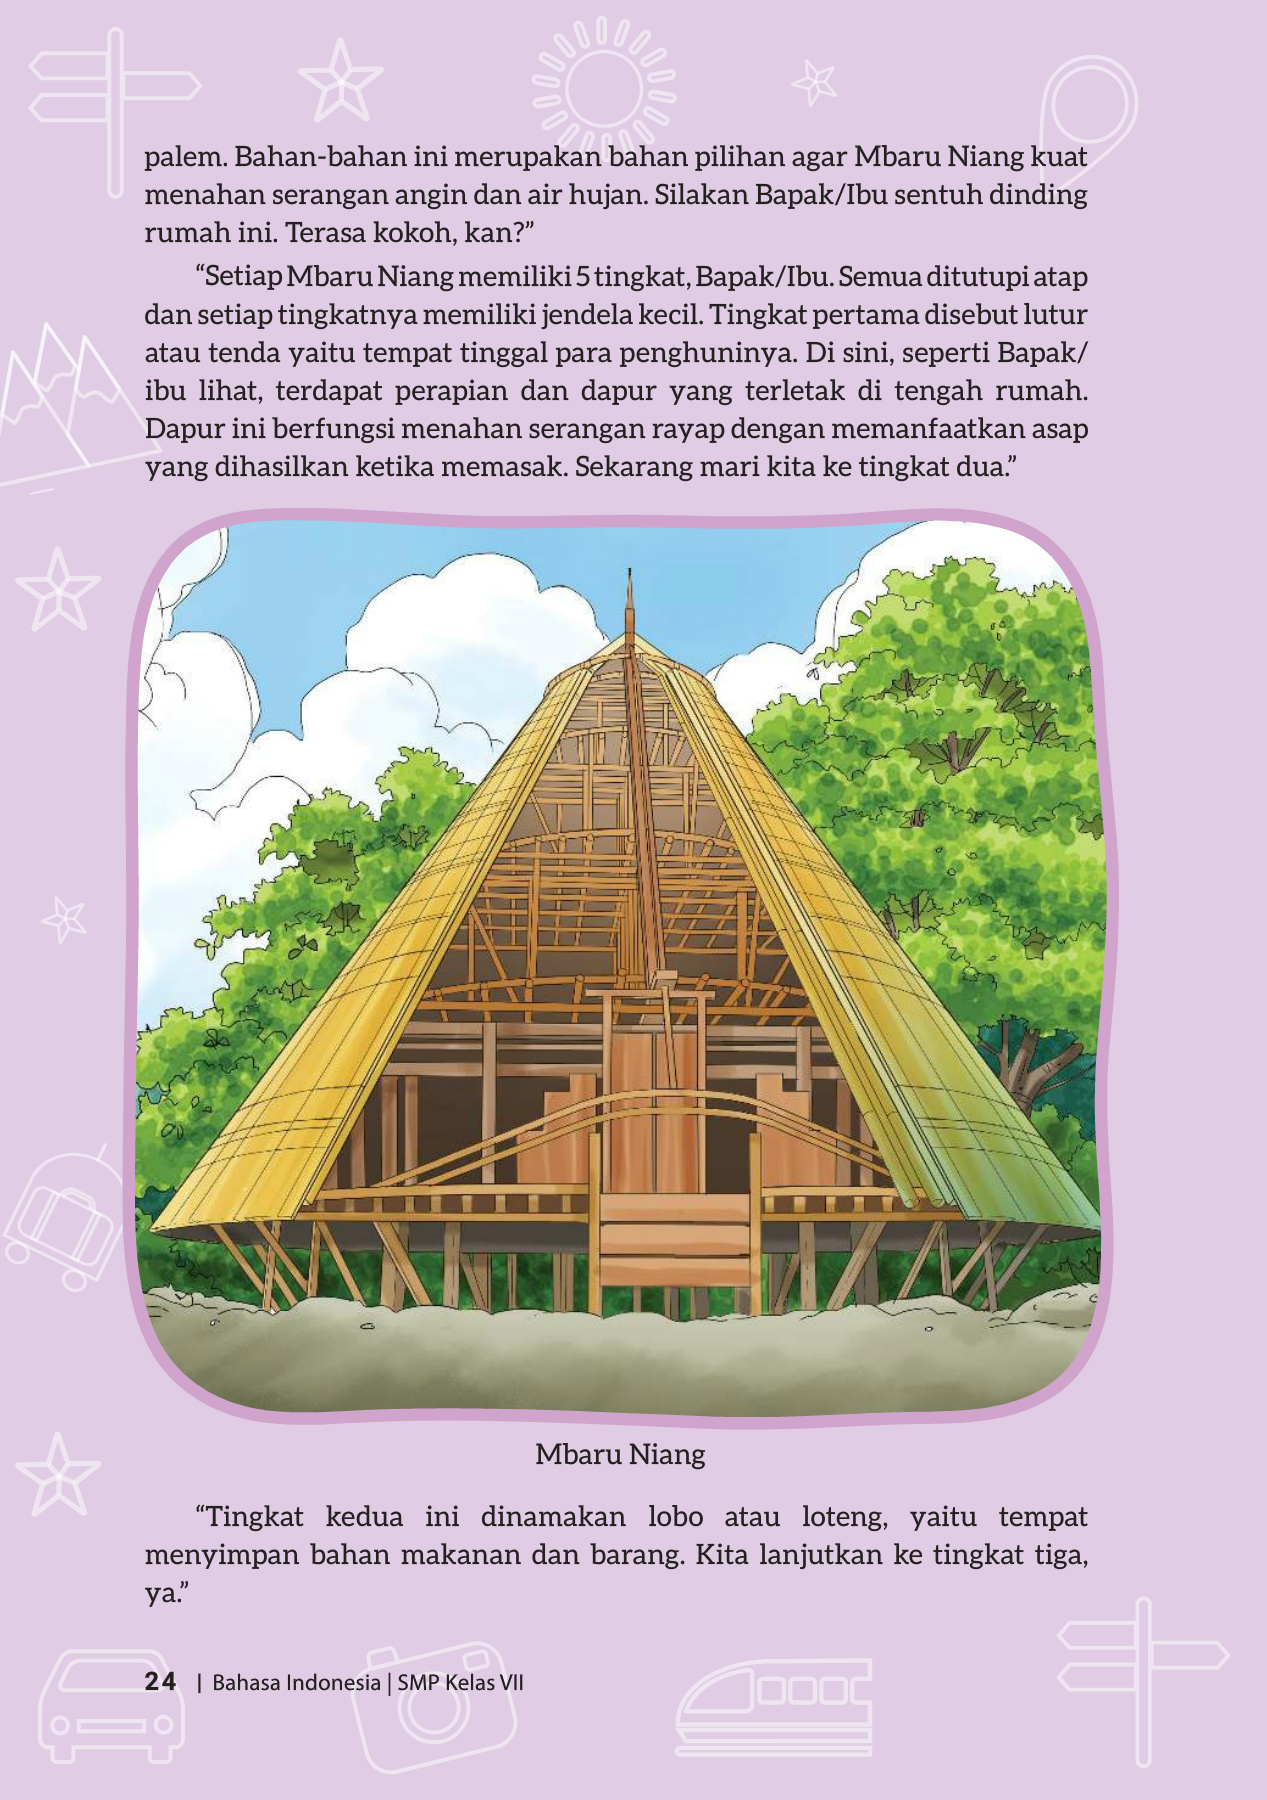 palem. Bahan-bahan ini merupakan bahan pilihan agar Mbaru Niang kuat
menahan serangan angin dan air hujan. Silakan Bapak/Ibu sentuh dinding
rumah ini. Terasa kokoh, kan?”
“Setiap Mbaru Niang memiliki 5 tingkat, Bapak/Ibu. Semua ditutupi atap
dan setiap tingkatnya memiliki jendela kecil. Tingkat pertama disebut lutur
atau tenda yaitu tempat tinggal para penghuninya. Di sini, seperti Bapak/
ibu lihat, terdapat perapian dan dapur yang terletak di tengah rumah.
Dapur ini berfungsi menahan serangan rayap dengan memanfaatkan asap
yang dihasilkan ketika memasak. Sekarang mari kita ke tingkat dua.”
Mbaru Niang
“Tingkat kedua ini dinamakan lobo atau loteng, yaitu tempat
menyimpan bahan makanan dan barang. Kita lanjutkan ke tingkat tiga,
ya.”
24 | Bahasa Indonesia | SMP Kelas VII